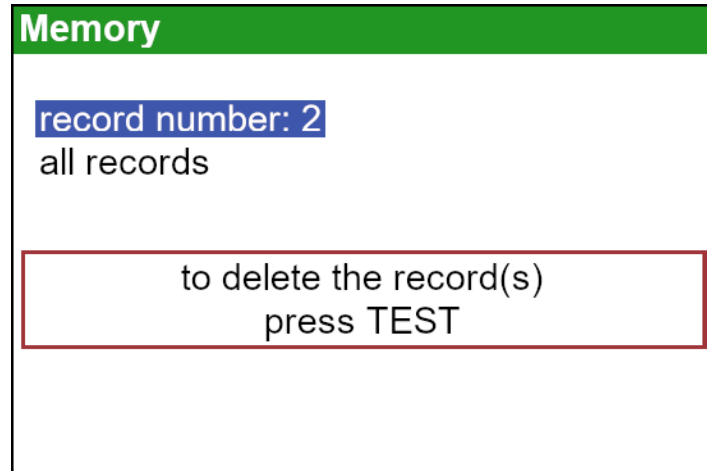 Memory
record number: 2
all records
to delete the record(s)
press TEST